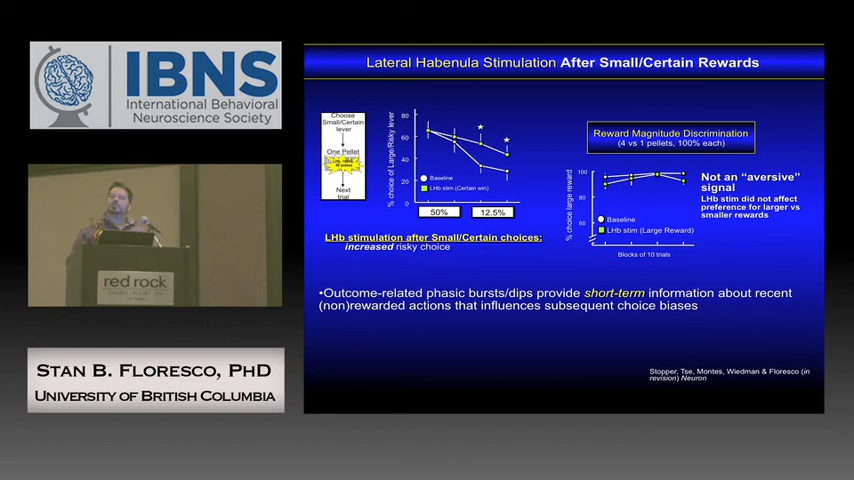 IBNS
International Behavioral
Neuroscience Society
red rock
STAN B. FLORESCO, PHD
UNIVERSITY OF BRITISH COLUMBIA
Lateral Habenula Stimulation After Small/Certain Rewards
Choose
Small/Certain
lever
One Pellet
Next
trial
% choice of Large/Risky lever
80
60
40
20
0
Baseline
LHb stim (Certain win)
50%
12.5%
LHb stimulation after Small/Certain choices:
increased risky choice
Reward Magnitude Discrimination
(4 vs 1 pellets, 100% each)
% choice large reward
100
80
60
Baseline
LHb stim (Large Reward)
Blocks of 10 trials
Not an “aversive”
signal
LHb stim did not affect
preference for larger vs
smaller rewards
•Outcome-related phasic bursts/dips provide short-term information about recent
(non)rewarded actions that influences subsequent choice biases
Stopper, Tse, Montes, Wiedman & Floresco (in
revision) Neuron